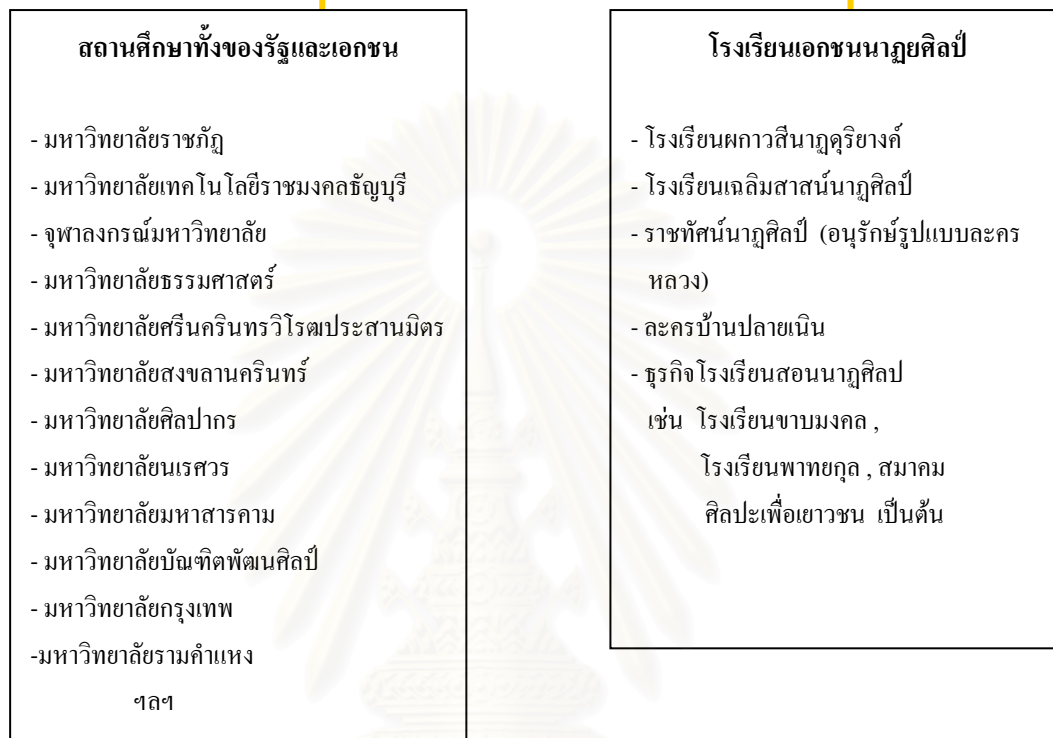 สถานศึกษาทั้งของรัฐและเอกชน
- มหาวิทยาลัยราชภัฏ
- มหาวิทยาลัยเทคโนโลยีราชมงคลธัญบุรี
- จุฬาลงกรณ์มหาวิทยาลัย
- มหาวิทยาลัยธรรมศาสตร์
- มหาวิทยาลัยศรีนครินทรวิโรฒประสานมิตร
- มหาวิทยาลัยสงขลานครินทร์
- มหาวิทยาลัยศิลปากร
- มหาวิทยาลัยนเรศวร
- มหาวิทยาลัยมหาสารคาม
- มหาวิทยาลัยบัณฑิตพัฒนศิลป์
- มหาวิทยาลัยกรุงเทพ
-มหาวิทยาลัยรามคำแหง
ฯลฯ
โรงเรียนเอกชนนาฏยศิลป์
- โรงเรียนผกาวสีนาฏดุริยางค์
- โรงเรียนเฉลิมสาสน์นาฏศิลป์
- ราชทัศน์นาฏศิลป์ (อนุรักษ์รูปแบบละคร
หลวง)
- ละครบ้านปลายเนิน
- ธุรกิจโรงเรียนสอนนาฏศิลป
เช่น โรงเรียนขาบมงคล ,
โรงเรียนพาทยกุล , สมาคม
ศิลปะเพื่อเยาวชน เป็นต้น